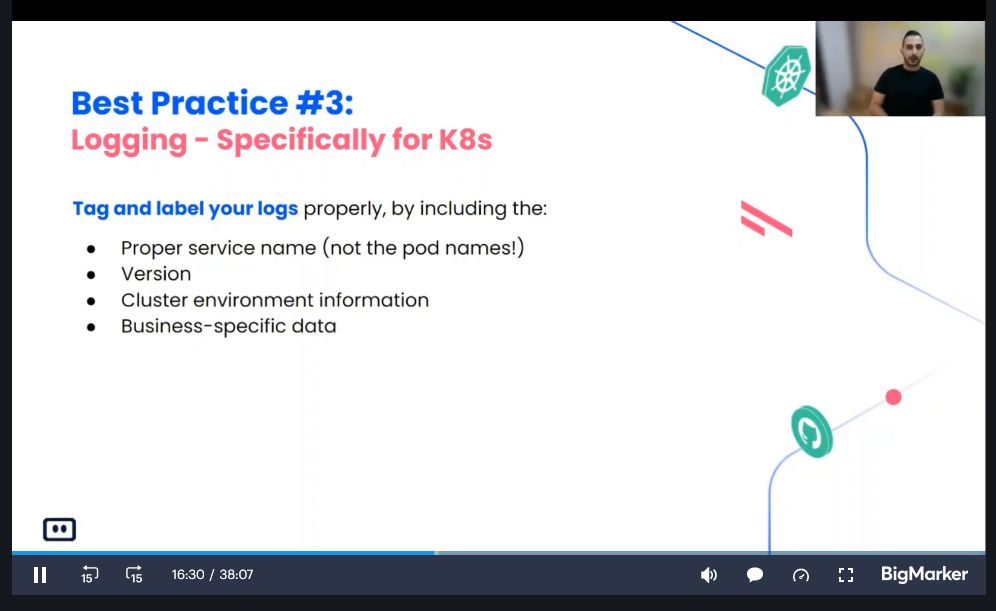 Best Practice #3:
Logging - Specifically for K8s
Tag and label your logs properly, by including the:
● Proper service name (not the pod names!)
● Version
● Cluster environment information
● Business-specific data
15
15
16:30 / 38:07
BigMarker